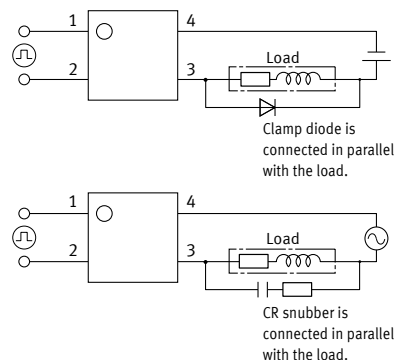 1 4
2 3
Load
Clamp diode is
connected in parallel
with the load.
1 4
2 3
Load
CR snubber is
connected in parallel
with the load.